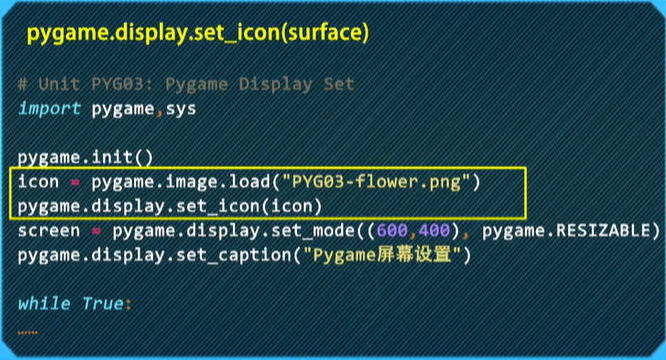 pygame.display.set_icon(surface)
# Unit PYG03: Pygame Display Set
import pygame,sys
pygame.init()
icon = pygame.image.load("PYG03-flower.png")
pygame.display.set_icon(icon)
screen = pygame.display.set_mode((600,400), pygame.RESIZABLE)
pygame.display.set_caption("Pygame屏幕设置")
while True:
……